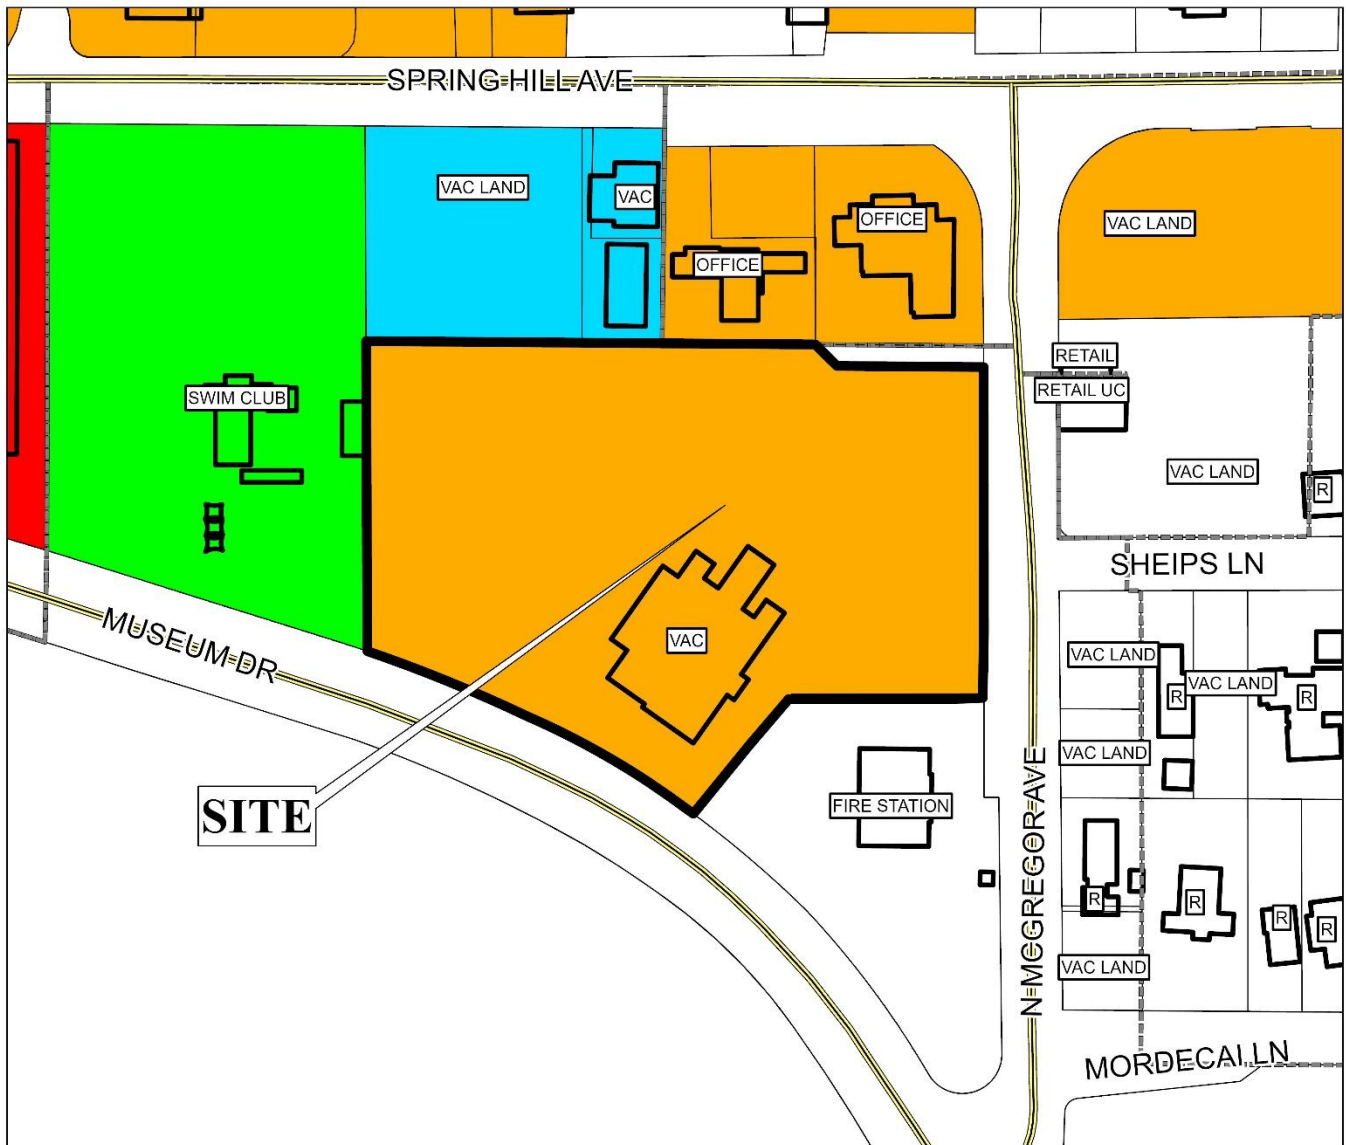 SPRING HILL AVE
VAC LAND
VAC
OFFICE
OFFICE
VAC LAND
RETAIL
RETAIL UC
SWIM CLUB
VAC LAND
R
SHEIPS LN
MUSEUM DR
VAC
VAC LAND
R
VAC LAND
R
VAC LAND
SITE
FIRE STATION
N MCGREGOR AVE
R
R
R
R
VAC LAND
MORDECAI LN